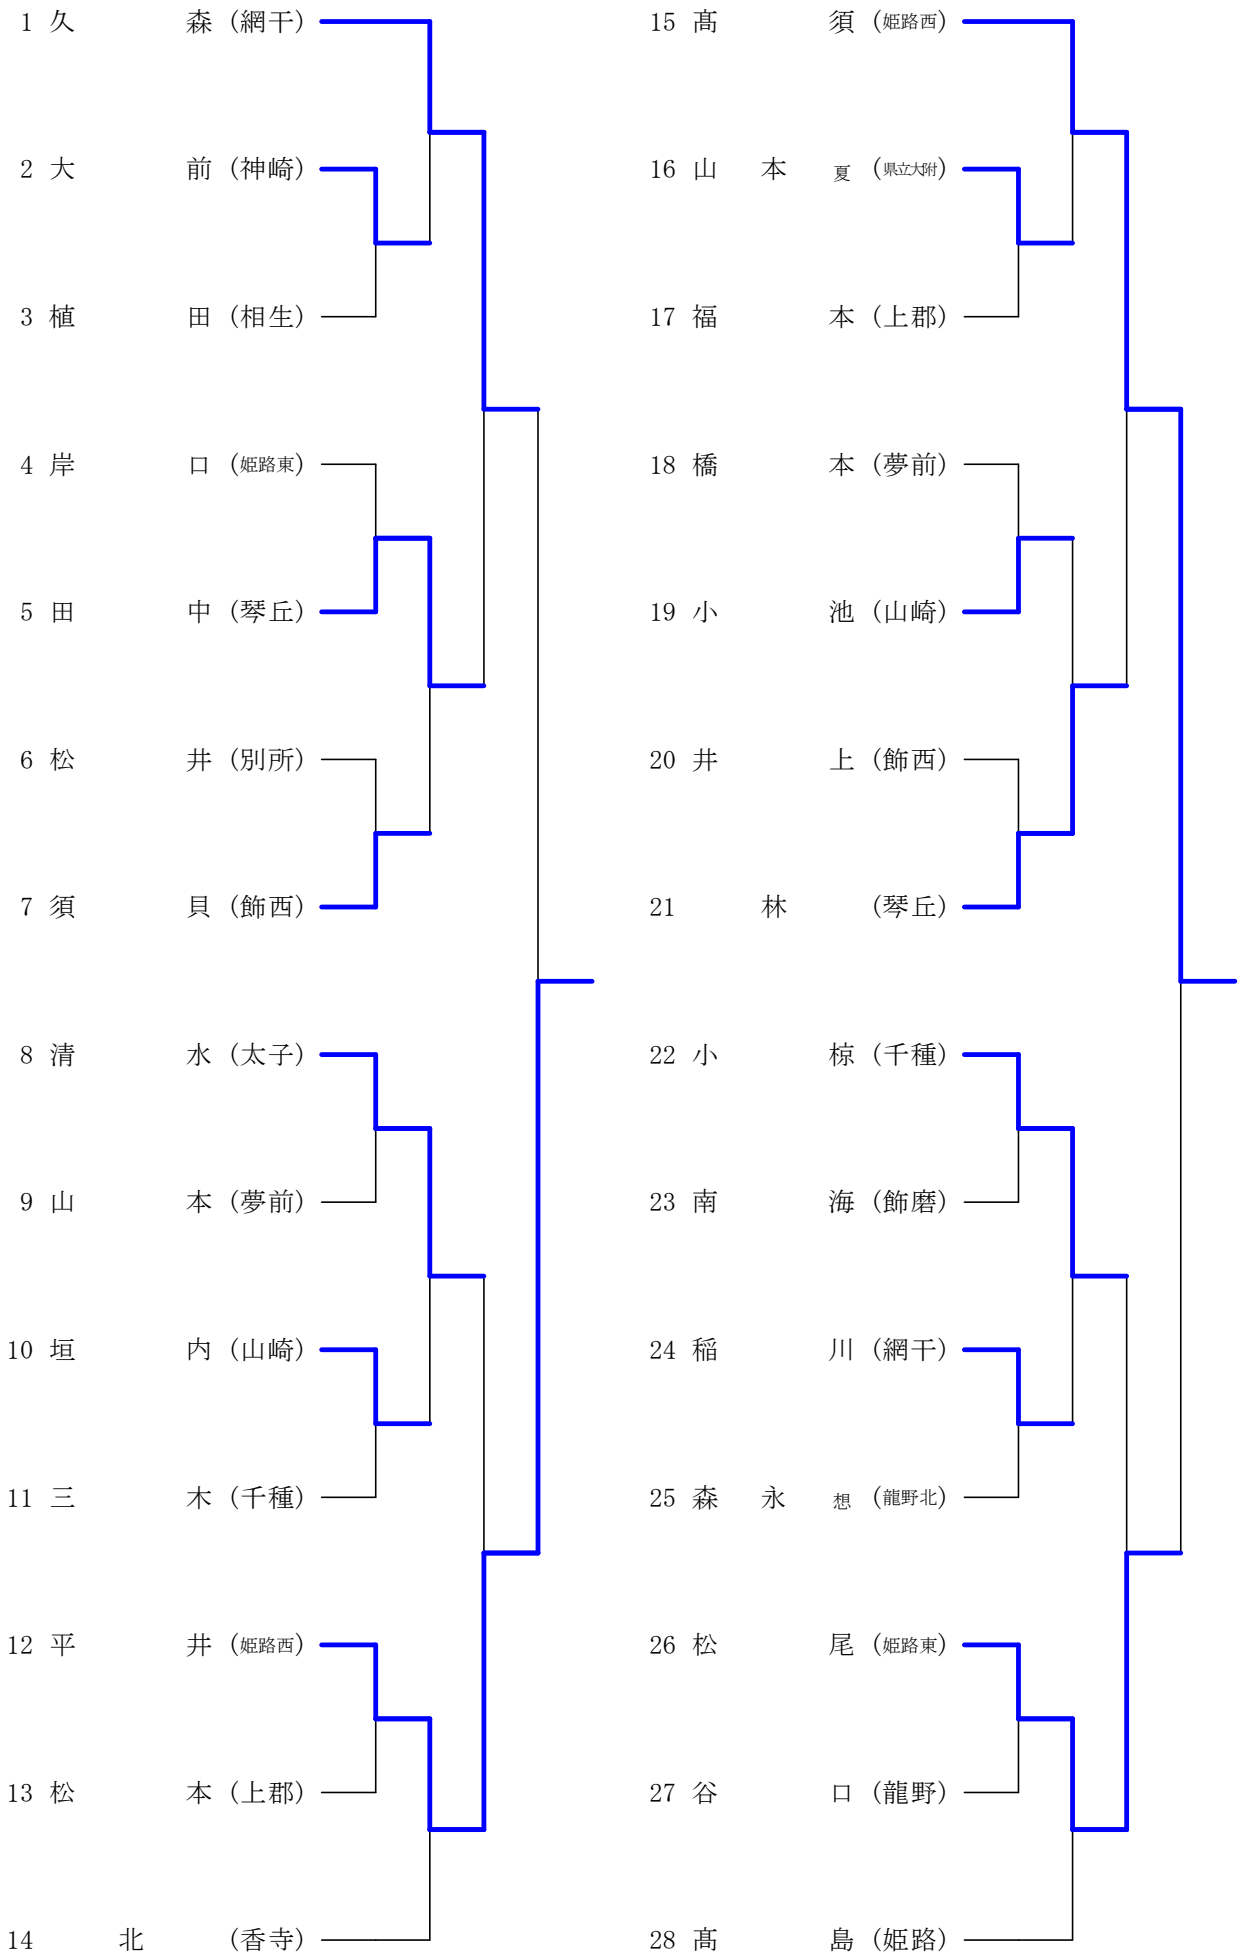 1 久 森 (網干)
2 大 前 (神崎)
3 植 田 (相生)
4 岸 口 (姫路東)
5 田 中 (琴丘)
6 松 井 (別所)
7 須 貝 (飾西)
8 清 水 (太子)
9 山 本 (夢前)
10 垣 内 (山崎)
11 三 木 (千種)
12 平 井 (姫路西)
13 松 本 (上郡)
14 北 (香寺)
15 髙 須 (姫路西)
16 山 本 夏 (県立大附)
17 福 本 (上郡)
18 橋 本 (夢前)
19 小 池 (山崎)
20 井 上 (飾西)
21 林 (琴丘)
22 小 椋 (千種)
23 南 海 (飾磨)
24 稲 川 (網干)
25 森 永 想 (龍野北)
26 松 尾 (姫路東)
27 谷 口 (龍野)
28 髙 島 (姫路)